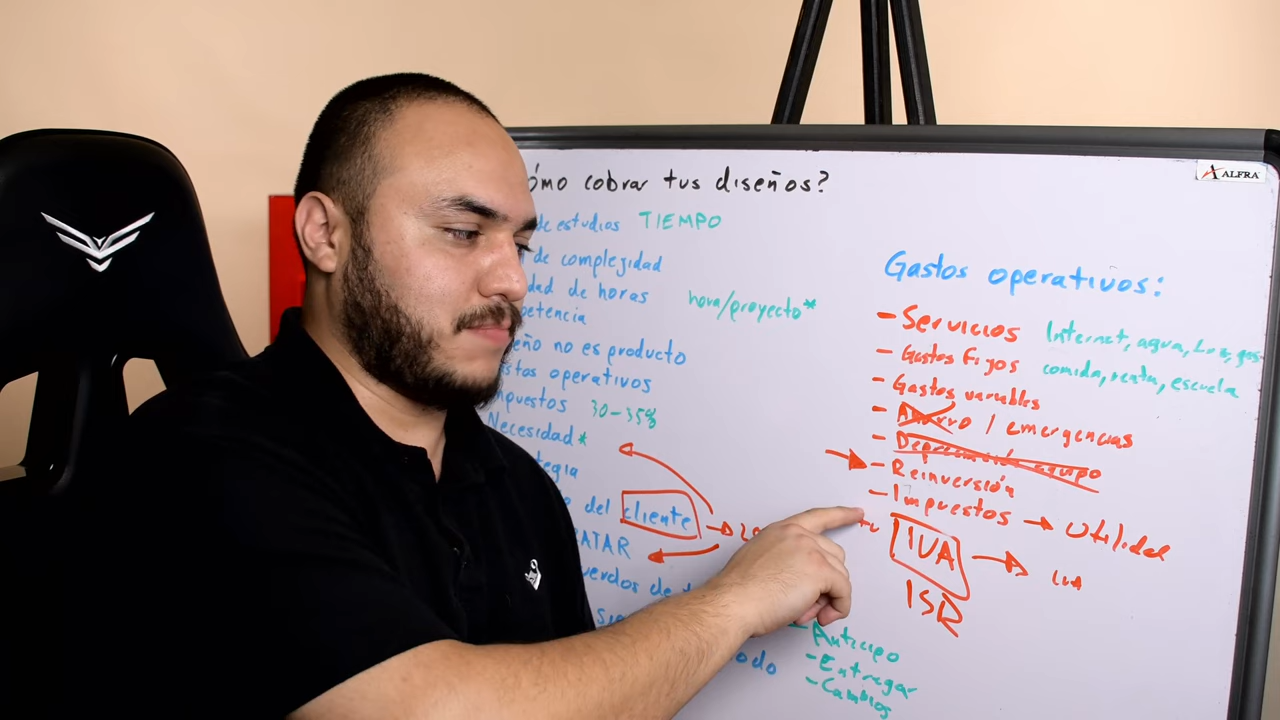 ómo cobrar tus diseños?
de estudios TIEMPO
de complejidad
dad de horas hora/proyecto*
petencia
eño no es producto
stos operativos
mpuestos 30-35%
Necesidad*
tegia
del cliente
ATAR
uerdos de
odo
Gastos operativos:
- Servicios Internet, agua, Luz, gas
- Gastos fijos comida, renta, escuela
- Gastos variables
- Ahorro / emergencias
- Depreciación equipo
- Reinversión
- Impuestos → Utilidad
IVA → IVA
ISR
- Anticipo
- Entregar
- Cambios
ALFRA